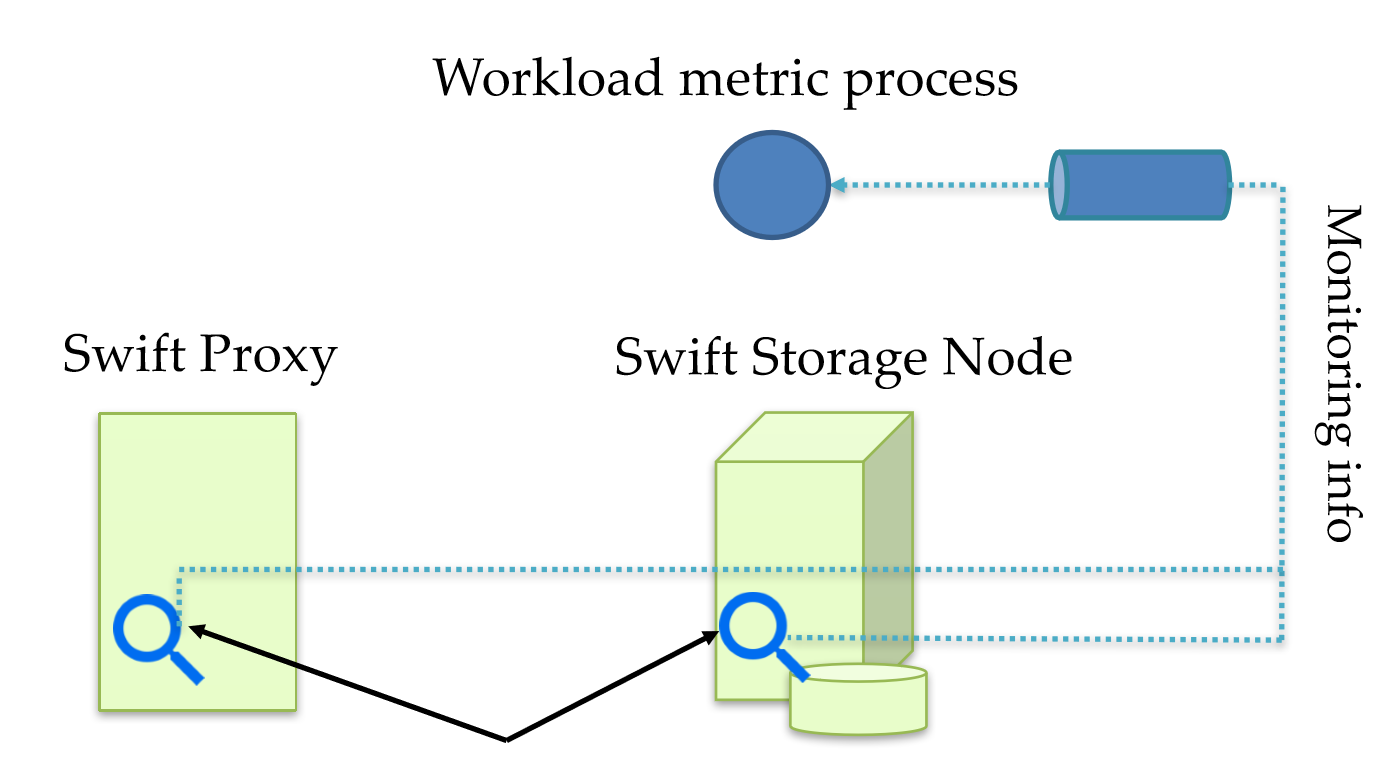 Workload metric process
Monitoring info
Swift Proxy
Swift Storage Node